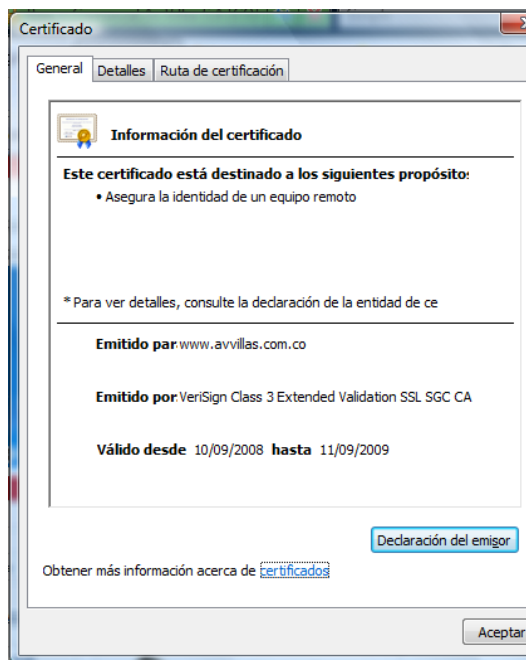 Certificado
General Detalles Ruta de certificación
Información del certificado
Este certificado está destinado a los siguientes propósitos:
• Asegura la identidad de un equipo remoto
* Para ver detalles, consulte la declaración de la entidad de ce
Emitido par www.avvillas.com.co
Emitido por VeriSign Class 3 Extended Validation SSL SGC CA
Válido desde 10/09/2008 hasta 11/09/2009
Declaración del emisor
Obtener más información acerca de certificados
Aceptar